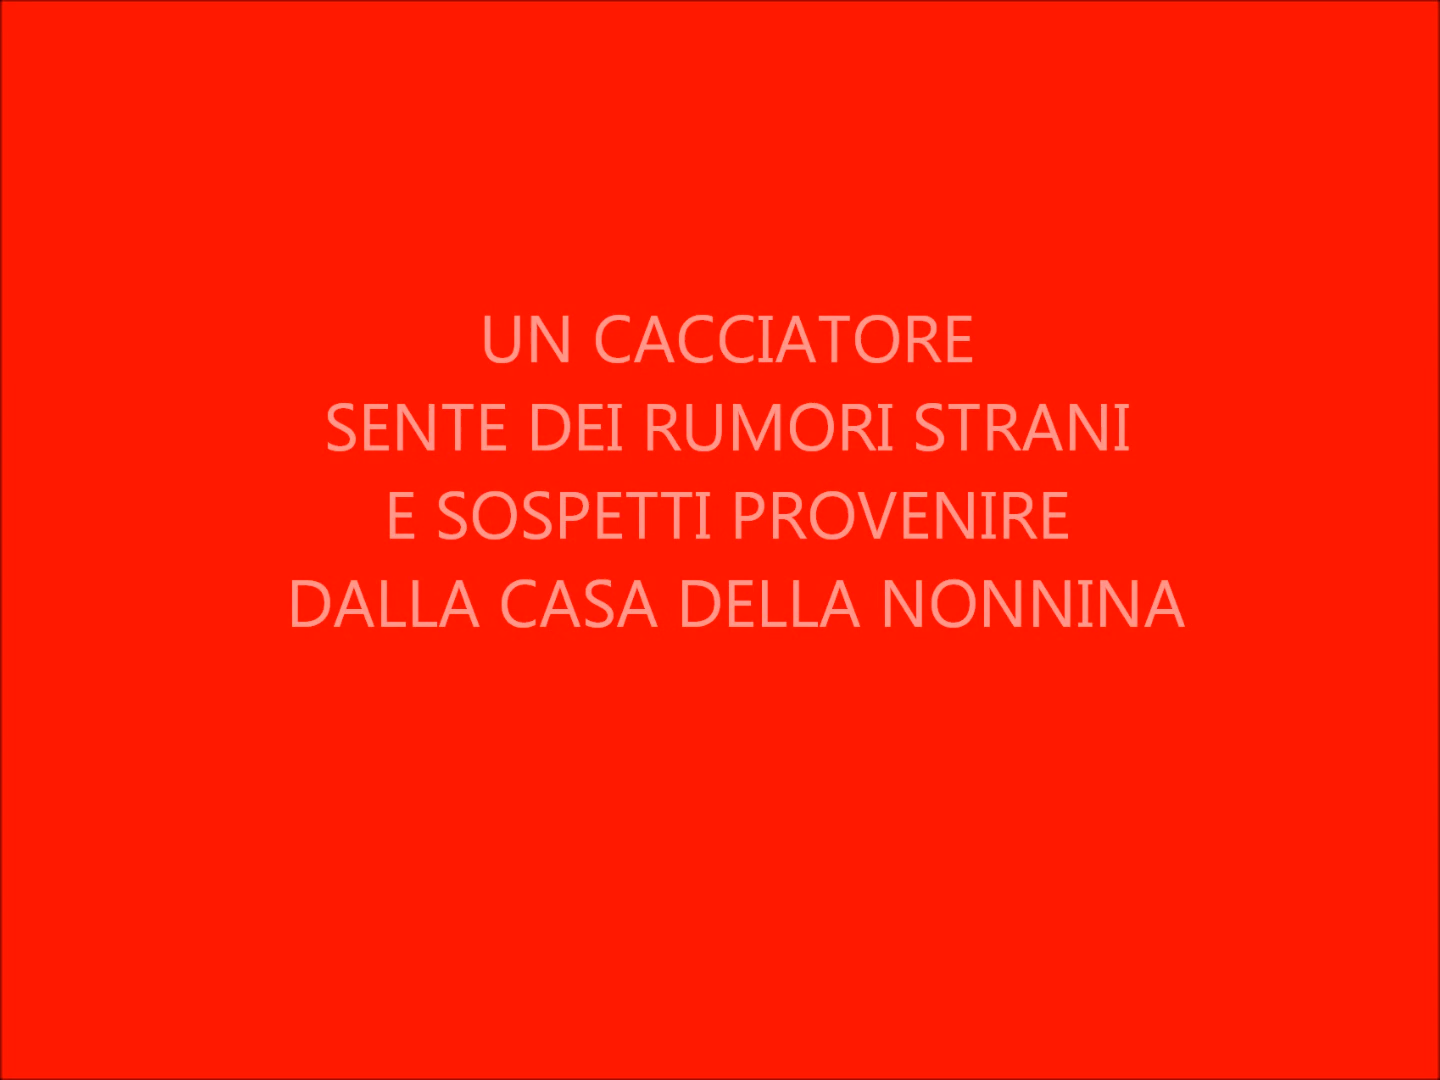 UN CACCIATORE
SENTE DEI RUMORI STRANI
E SOSPETTI PROVENIRE
DALLA CASA DELLA NONNINA